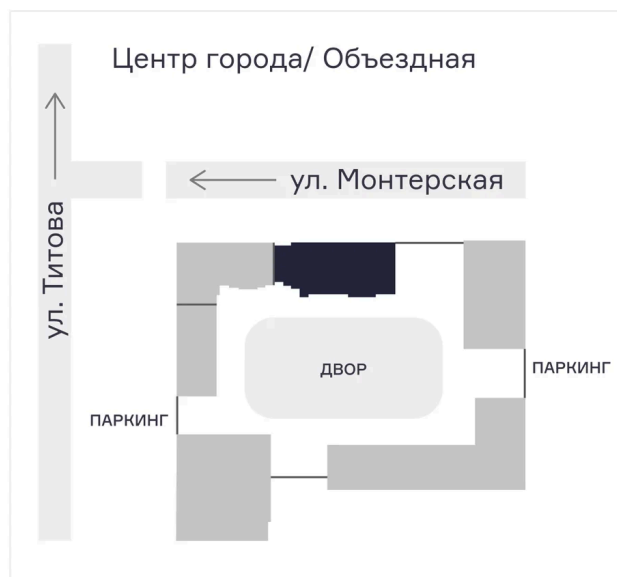 Центр города/ Объездная
ул. Монтерская
ул. Титова
ДВОР
ПАРКИНГ
ПАРКИНГ